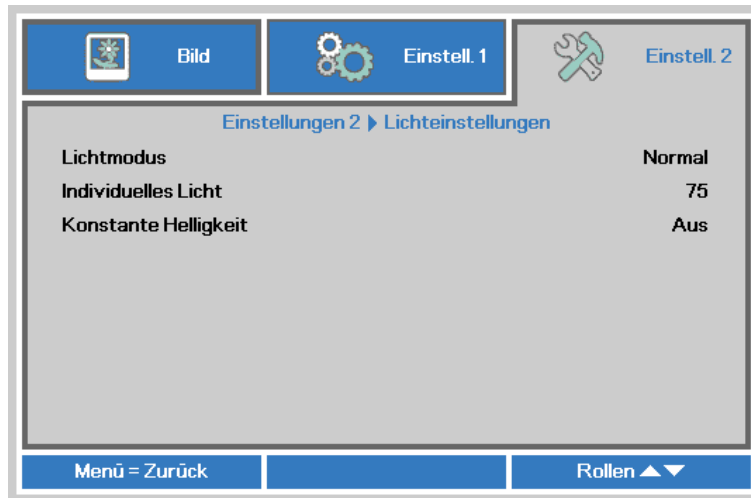 Bild
Einstell. 1
Einstell. 2
Einstellungen 2 ▶ Lichteinstellungen
Lichtmodus Normal
Individuelles Licht 75
Konstante Helligkeit Aus
Menü = Zurück
Rollen ▲▼